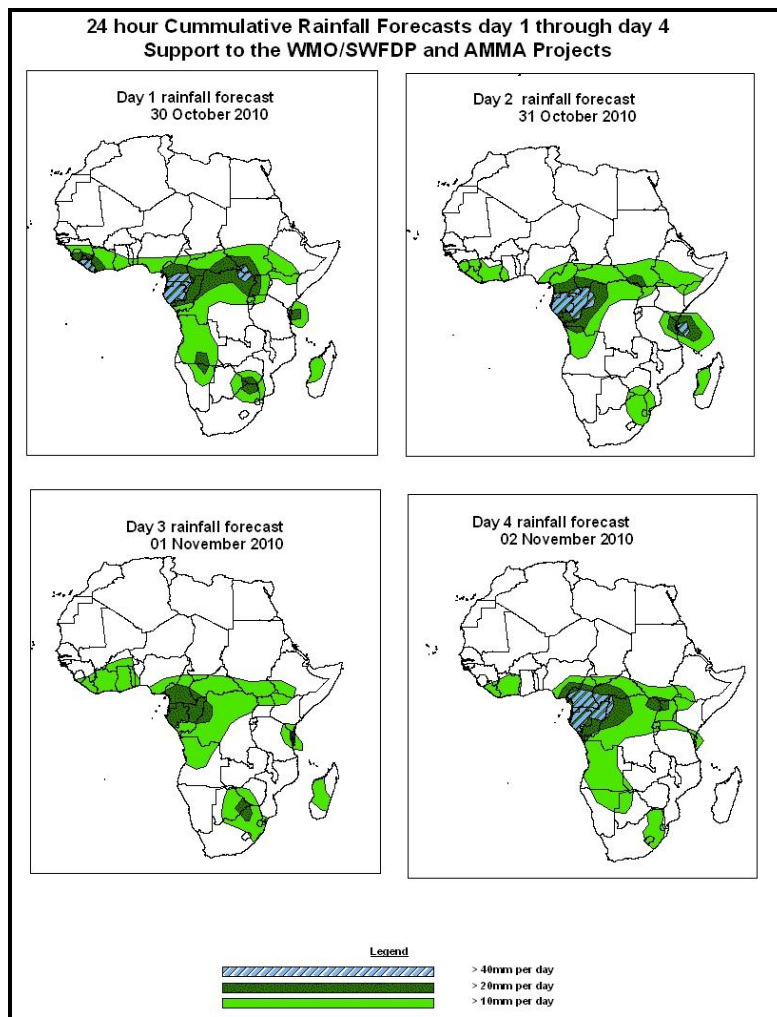 24 hour Cummulative Rainfall Forecasts day 1 through day 4
Support to the WMO/SWFDP and AMMA Projects
Day 1 rainfall forecast
30 October 2010
Day 2 rainfall forecast
31 October 2010
Day 3 rainfall forecast
01 November 2010
Day 4 rainfall forecast
02 November 2010
Legend
> 40mm per day
> 20mm per day
> 10mm per day